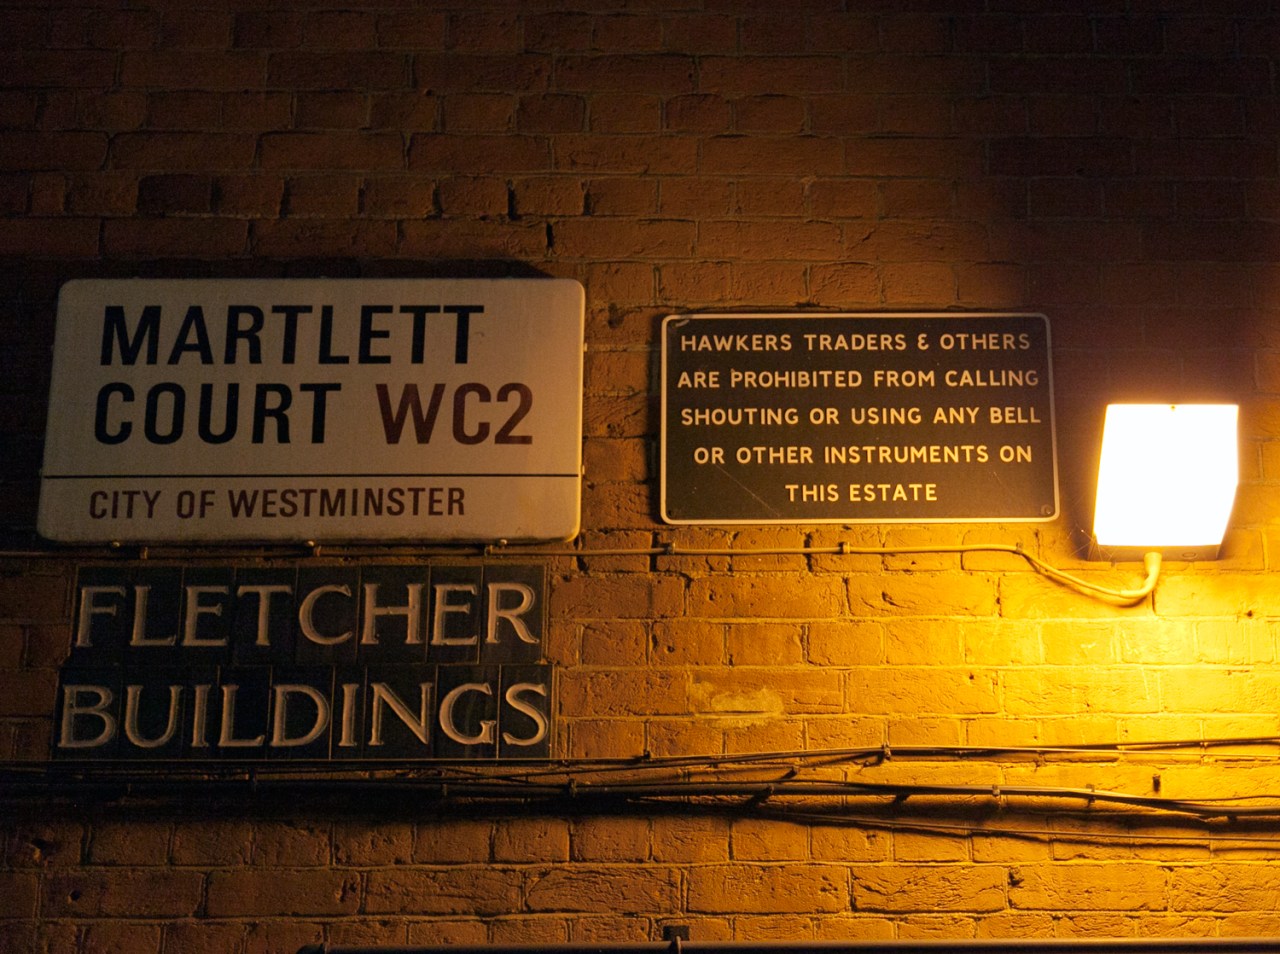 MARTLETT
COURT WC2
CITY OF WESTMINSTER
FLETCHER
BUILDINGS
HAWKERS TRADERS & OTHERS
ARE PROHIBITED FROM CALLING
SHOUTING OR USING ANY BELL
OR OTHER INSTRUMENTS ON
THIS ESTATE